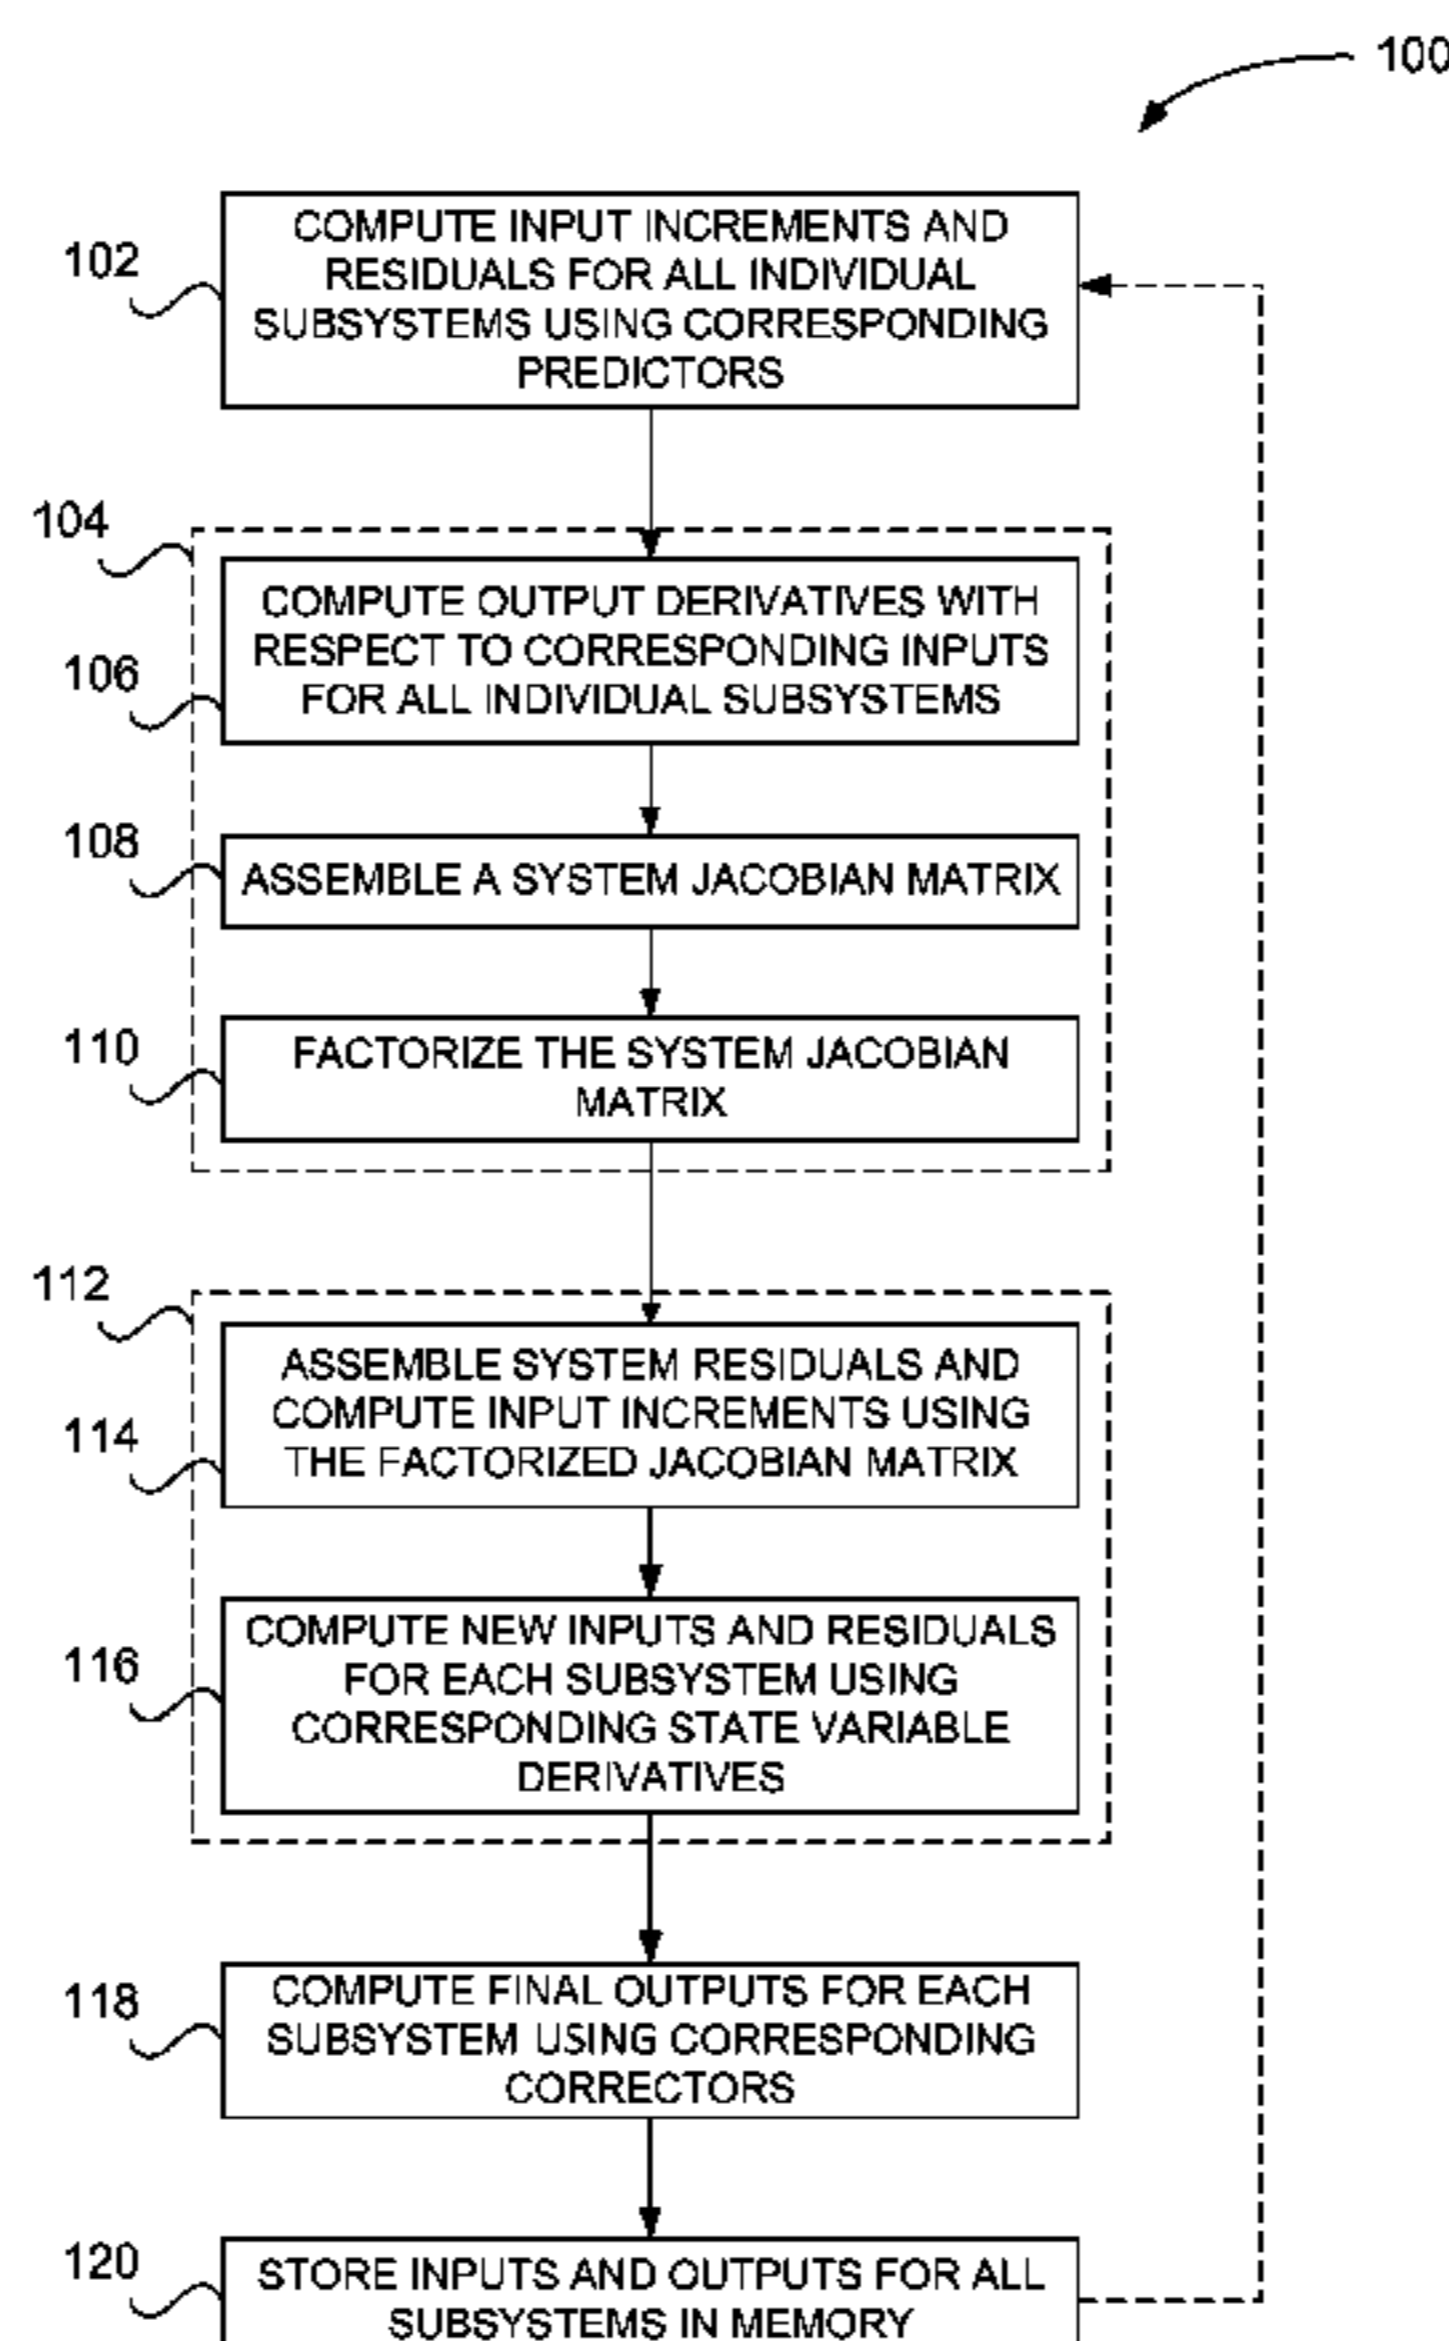 100
102
COMPUTE INPUT INCREMENTS AND
RESIDUALS FOR ALL INDIVIDUAL
SUBSYSTEMS USING CORRESPONDING
PREDICTORS
104
106
COMPUTE OUTPUT DERIVATIVES WITH
RESPECT TO CORRESPONDING INPUTS
FOR ALL INDIVIDUAL SUBSYSTEMS
108
ASSEMBLE A SYSTEM JACOBIAN MATRIX
110
FACTORIZE THE SYSTEM JACOBIAN
MATRIX
112
114
ASSEMBLE SYSTEM RESIDUALS AND
COMPUTE INPUT INCREMENTS USING
THE FACTORIZED JACOBIAN MATRIX
116
COMPUTE NEW INPUTS AND RESIDUALS
FOR EACH SUBSYSTEM USING
CORRESPONDING STATE VARIABLE
DERIVATIVES
118
COMPUTE FINAL OUTPUTS FOR EACH
SUBSYSTEM USING CORRESPONDING
CORRECTORS
120
STORE INPUTS AND OUTPUTS FOR ALL
SUBSYSTEMS IN MEMORY